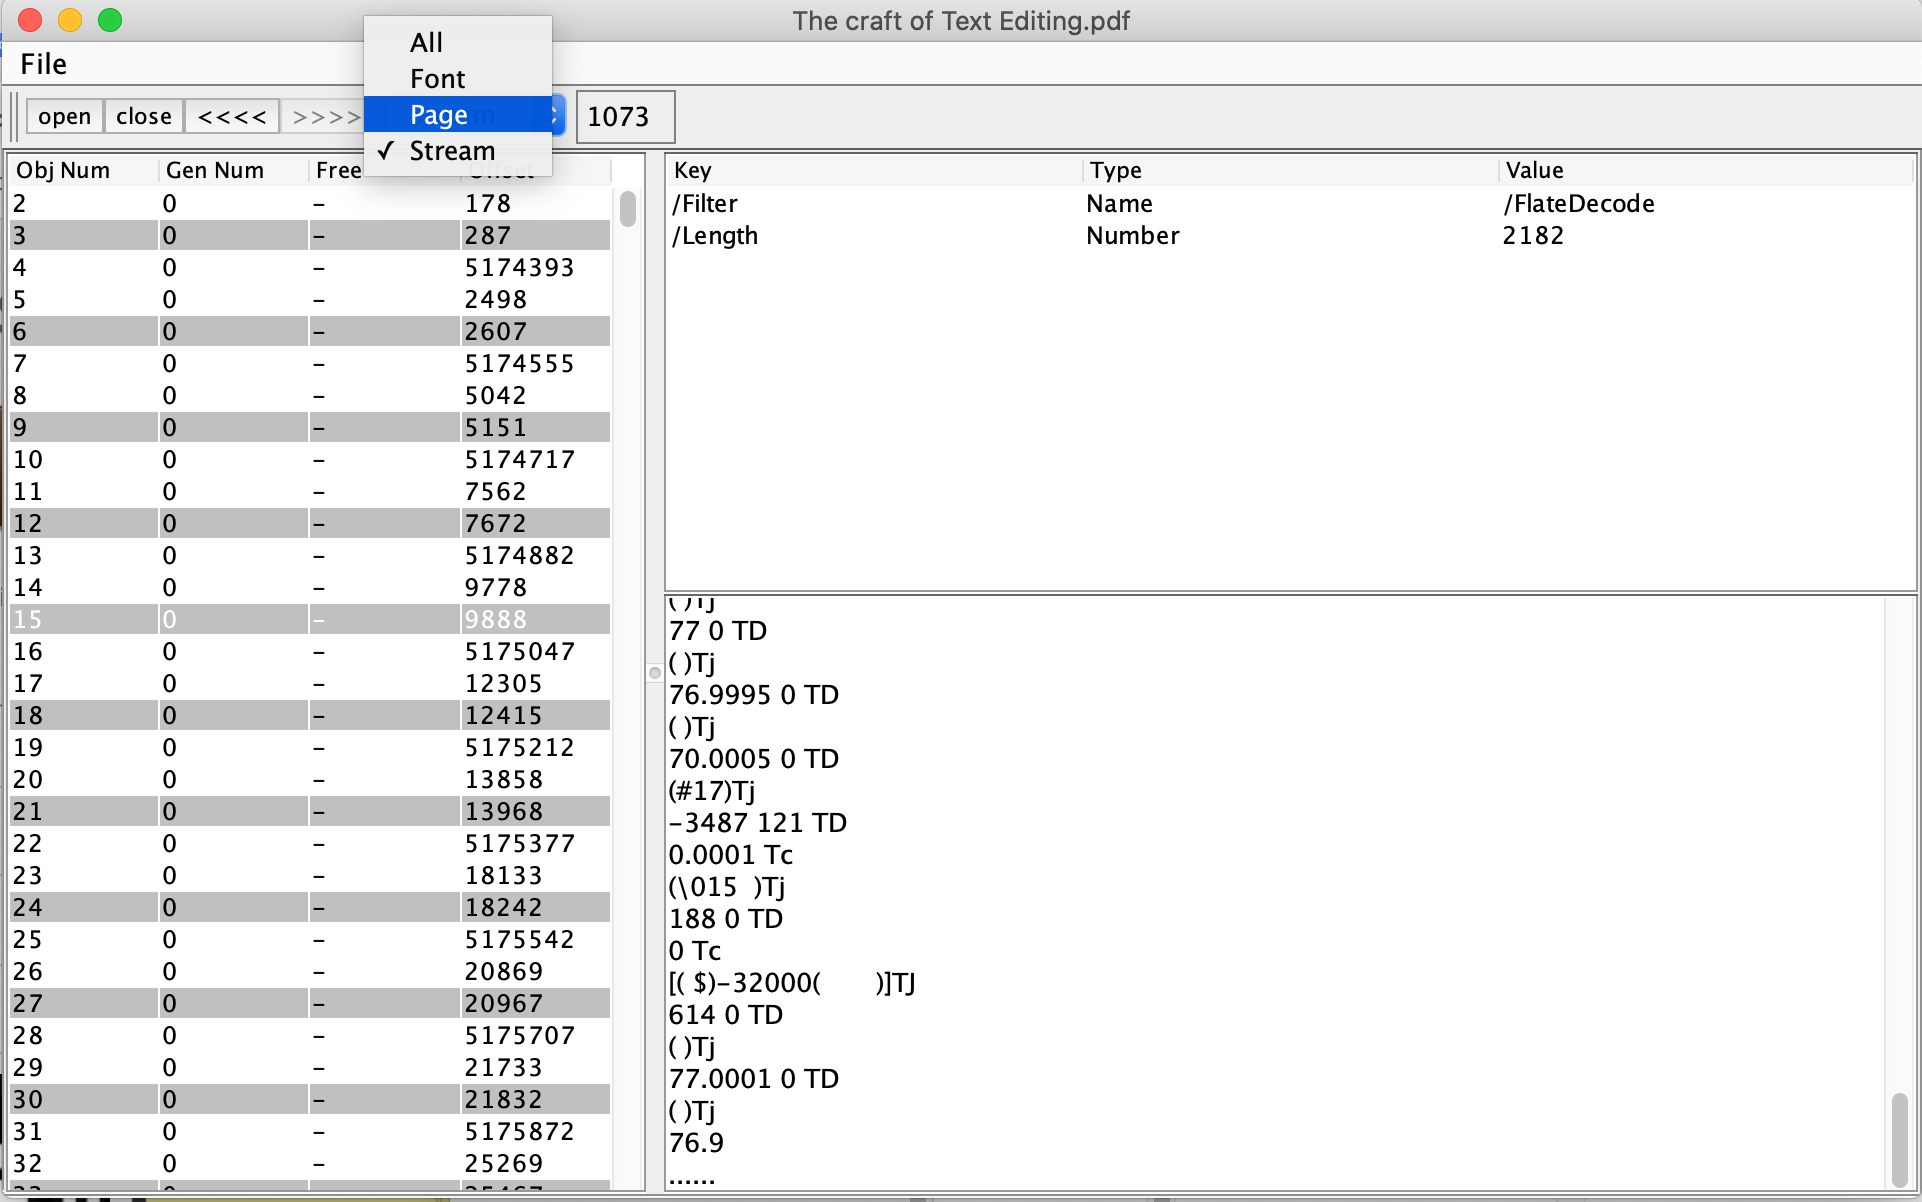 The craft of Text Editing.pdf
File
All
Font
Page
✓ Stream
open close <<<< >>>> 1073
Obj Num Gen Num Free
2 0 – 178
3 0 – 287
4 0 – 5174393
5 0 – 2498
6 0 – 2607
7 0 – 5174555
8 0 – 5042
9 0 – 5151
10 0 – 5174717
11 0 – 7562
12 0 – 7672
13 0 – 5174882
14 0 – 9778
15 0 – 9888
16 0 – 5175047
17 0 – 12305
18 0 – 12415
19 0 – 5175212
20 0 – 13858
21 0 – 13968
22 0 – 5175377
23 0 – 18133
24 0 – 18242
25 0 – 5175542
26 0 – 20869
27 0 – 20967
28 0 – 5175707
29 0 – 21733
30 0 – 21832
31 0 – 5175872
32 0 – 25269
Key Type Value
/Filter Name /FlateDecode
/Length Number 2182
( )Tj
77 0 TD
( )Tj
76.9995 0 TD
( )Tj
70.0005 0 TD
(#17)Tj
-3487 121 TD
0.0001 Tc
(\015  )Tj
188 0 TD
0 Tc
[( $)-32000(       )]TJ
614 0 TD
( )Tj
77.0001 0 TD
( )Tj
76.9
......